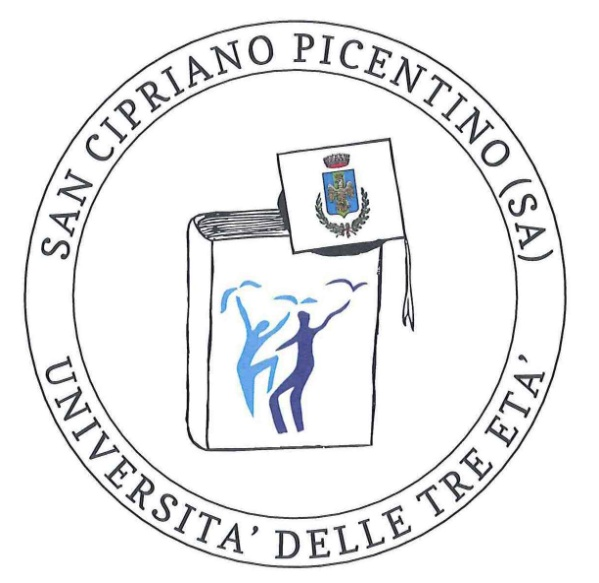 SAN CIPRIANO PICENTINO (SA)
UNIVERSITA' DELLE TRE ETA'